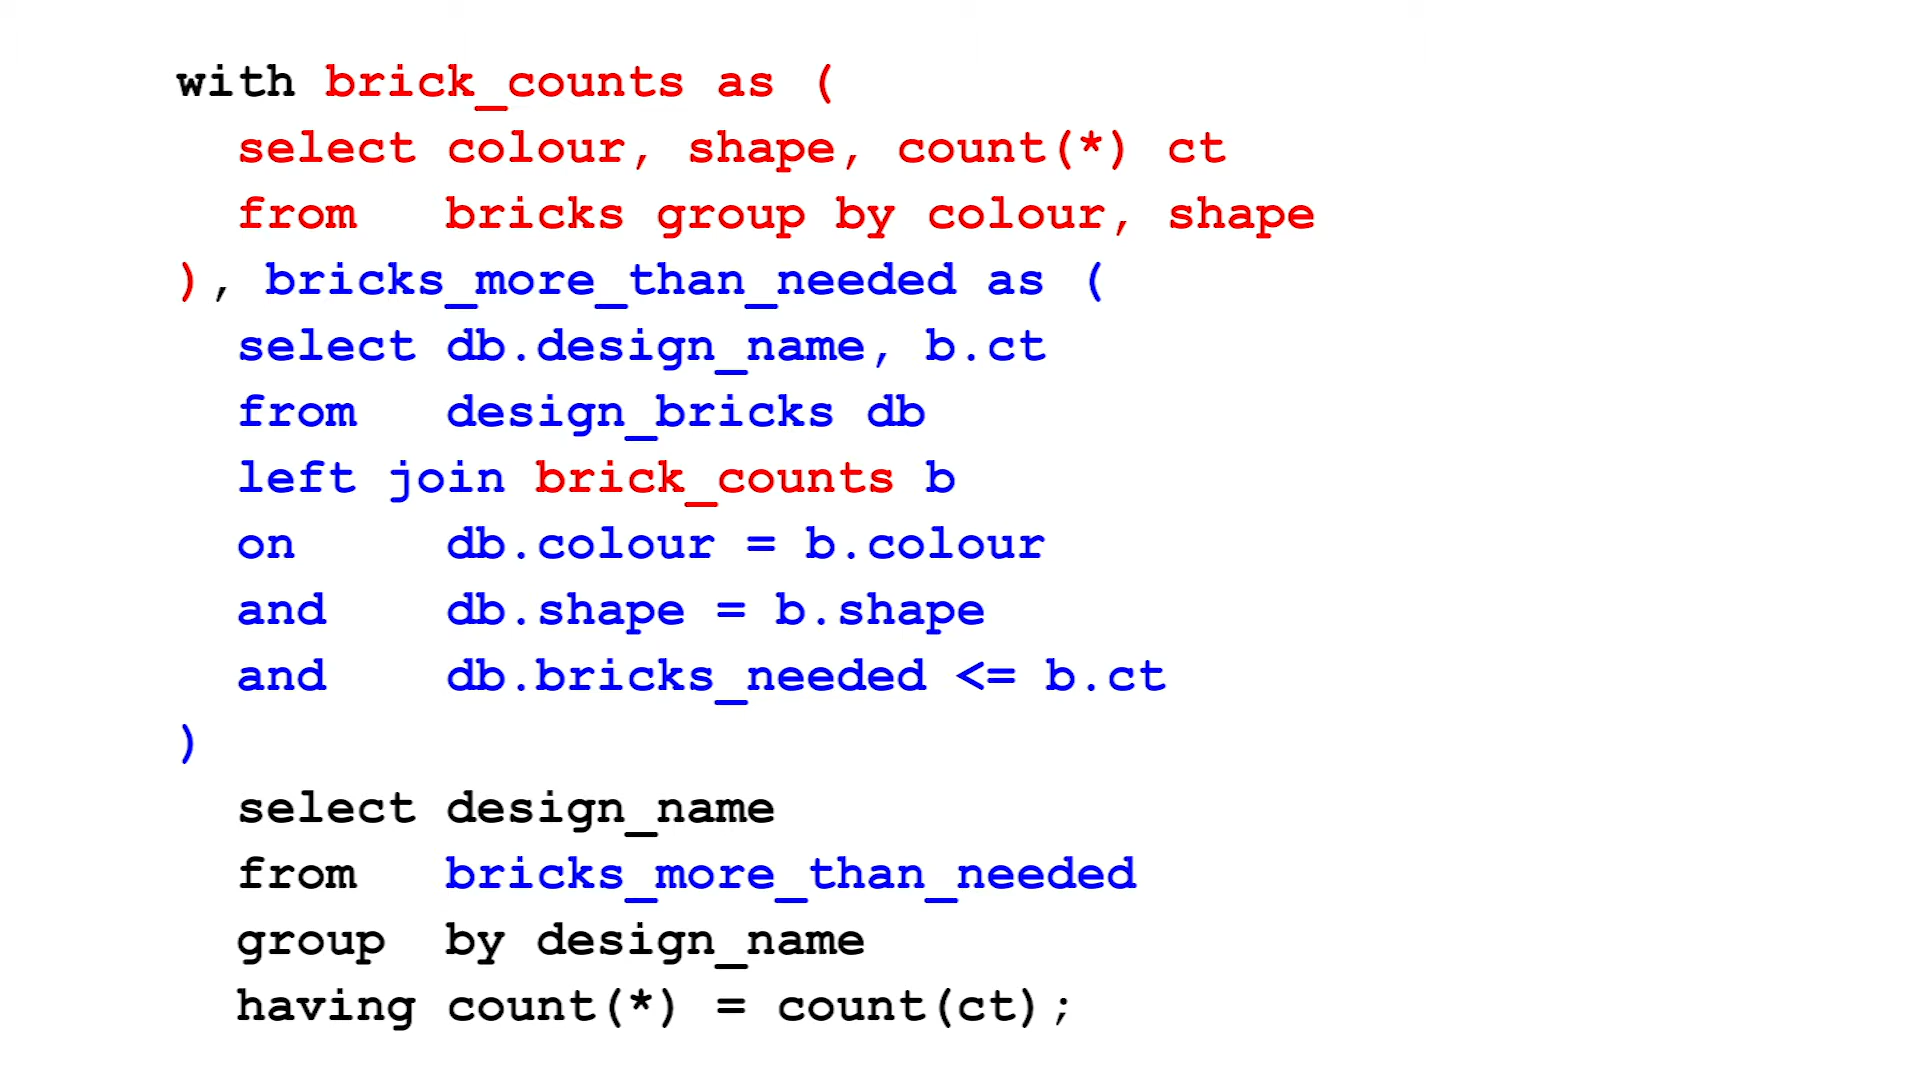 with brick_counts as (
select colour, shape, count(*) ct
from bricks group by colour, shape
), bricks_more_than_needed as (
select db.design_name, b.ct
from design_bricks db
left join brick_counts b
on db.colour = b.colour
and db.shape = b.shape
and db.bricks_needed <= b.ct
)
select design_name
from bricks_more_than_needed
group by design_name
having count(*) = count(ct);